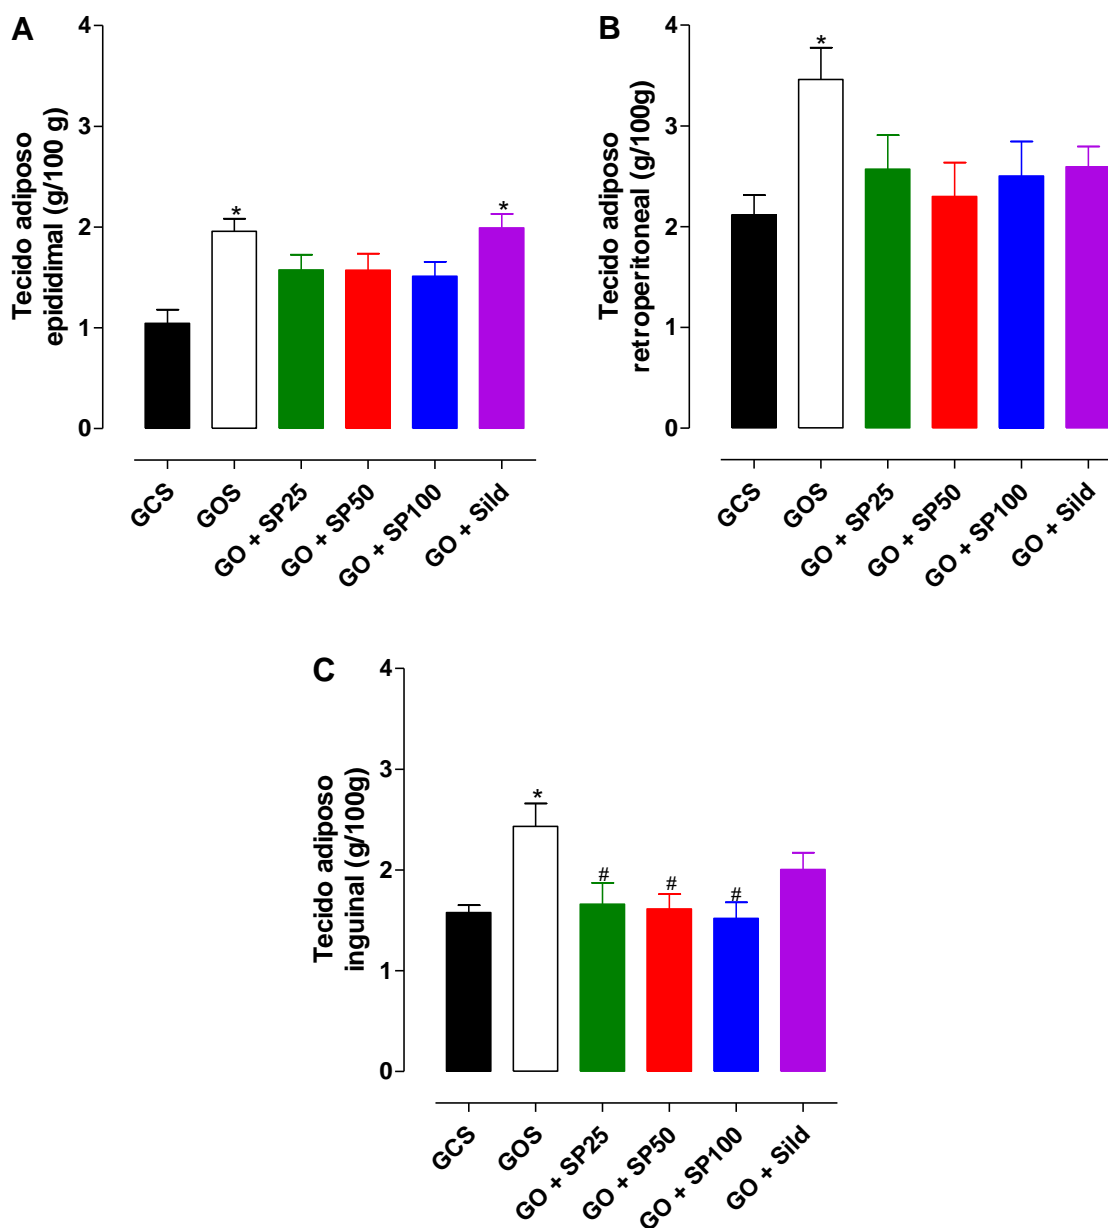 A
Tecido adiposo
epididimal (g/100 g)
4
3
2
1
0
*
*
GCS
GOS
GO + SP25
GO + SP50
GO + SP100
GO + Sild
B
Tecido adiposo
retroperitoneal (g/100g)
4
3
2
1
0
*
GCS
GOS
GO + SP25
GO + SP50
GO + SP100
GO + Sild
C
Tecido adiposo
inguinal (g/100g)
4
3
2
1
0
*
#
#
#
GCS
GOS
GO + SP25
GO + SP50
GO + SP100
GO + Sild